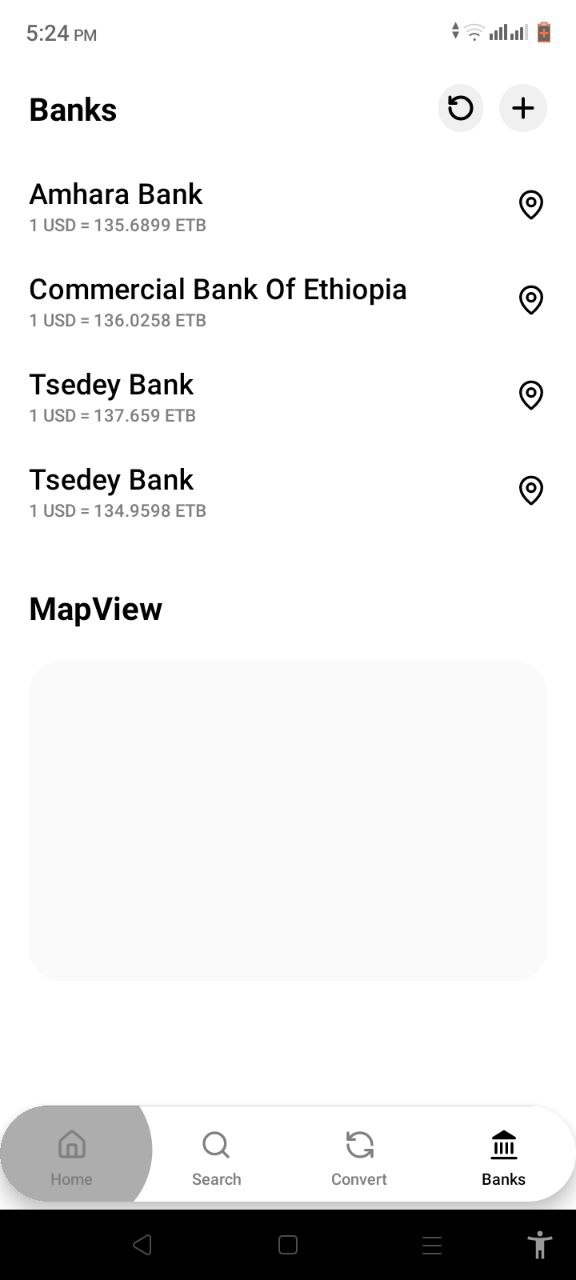 5:24 PM
Banks
Amhara Bank
1 USD = 135.6899 ETB
Commercial Bank Of Ethiopia
1 USD = 136.0258 ETB
Tsedey Bank
1 USD = 137.659 ETB
Tsedey Bank
1 USD = 134.9598 ETB
MapView
Home Search Convert Banks